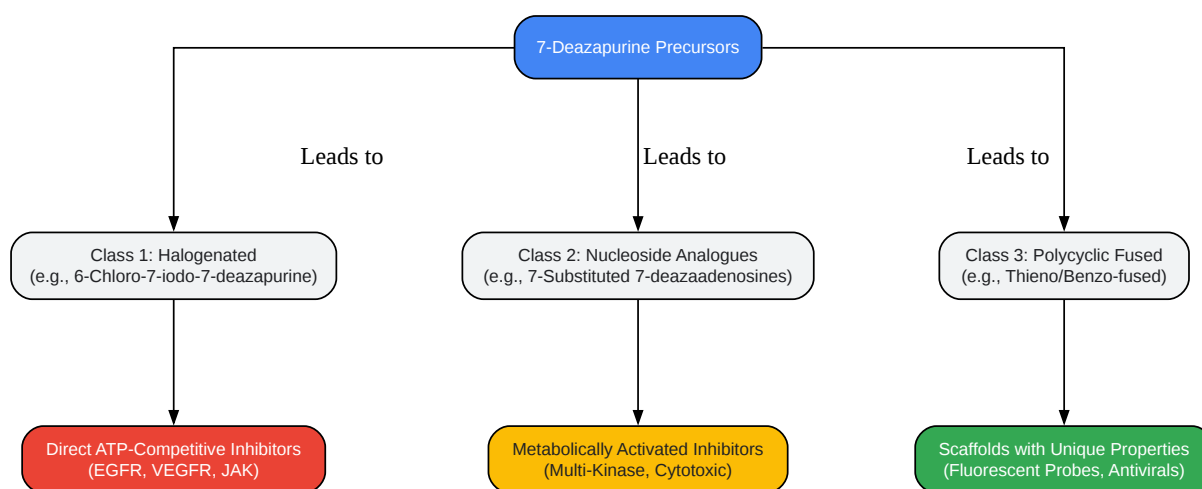 7-Deazapurine Precursors
Leads to
Leads to
Leads to
Class 1: Halogenated
(e.g., 6-Chloro-7-iodo-7-deazapurine)
Class 2: Nucleoside Analogues
(e.g., 7-Substituted 7-deazaadenosines)
Class 3: Polycyclic Fused
(e.g., Thieno/Benzo-fused)
Direct ATP-Competitive Inhibitors
(EGFR, VEGFR, JAK)
Metabolically Activated Inhibitors
(Multi-Kinase, Cytotoxic)
Scaffolds with Unique Properties
(Fluorescent Probes, Antivirals)